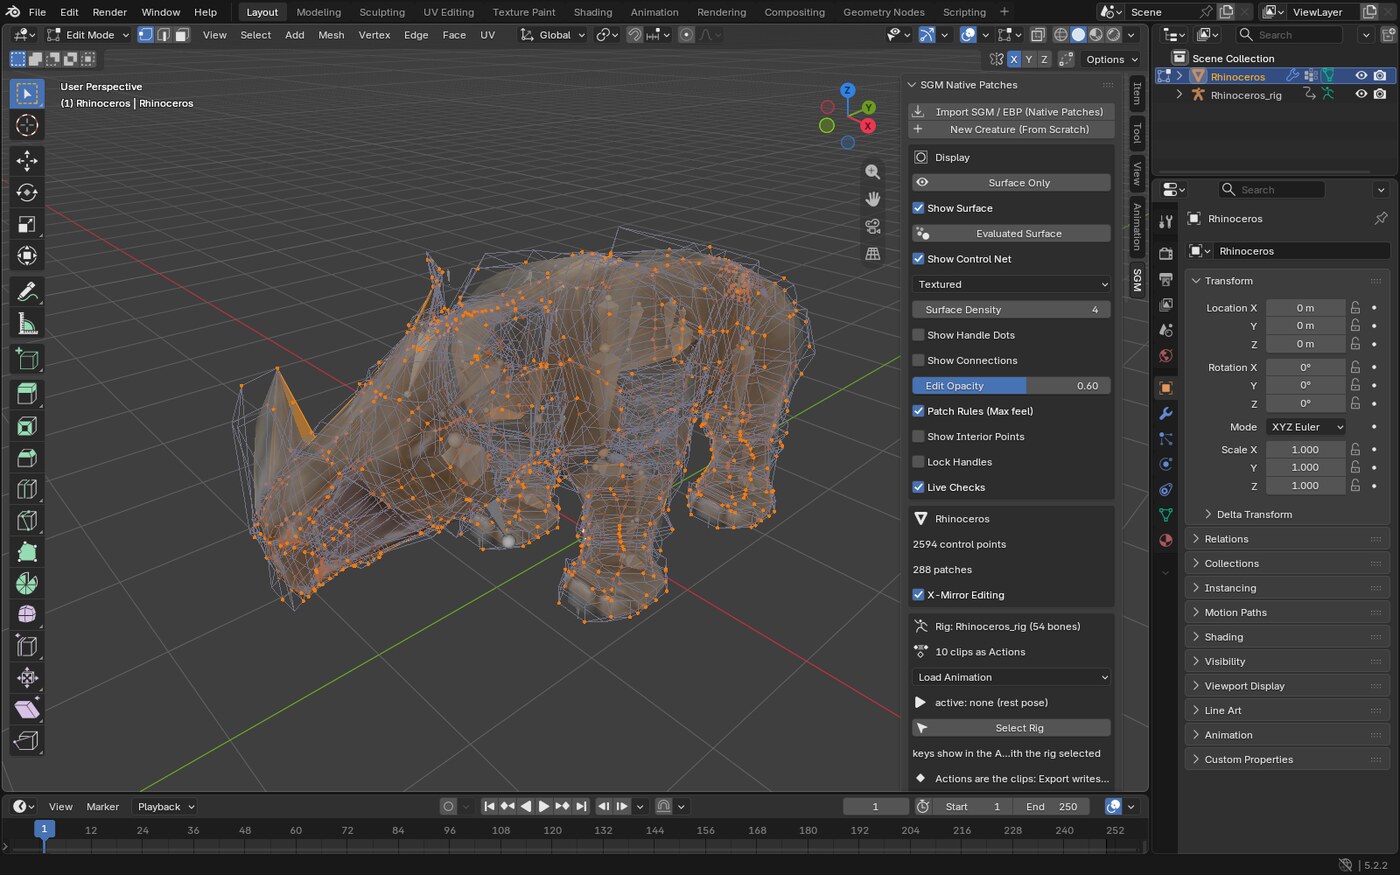 File Edit Render Window Help Layout Modeling Sculpting UV Editing Texture Paint Shading Animation Rendering Compositing Geometry Nodes Scripting + Scene ViewLayer
Edit Mode View Select Add Mesh Vertex Edge Face UV Global Search
X Y Z Options
Scene Collection
Rhinoceros
Rhinoceros_rig
User Perspective
(1) Rhinoceros | Rhinoceros
Z
Y
X
SGM Native Patches
Import SGM / EBP (Native Patches)
New Creature (From Scratch)
Display
Surface Only
Show Surface
Evaluated Surface
Show Control Net
Textured
Surface Density 4
Show Handle Dots
Show Connections
Edit Opacity 0.60
Patch Rules (Max feel)
Show Interior Points
Lock Handles
Live Checks
Rhinoceros
2594 control points
288 patches
X-Mirror Editing
Rig: Rhinoceros_rig (54 bones)
10 clips as Actions
Load Animation
active: none (rest pose)
Select Rig
keys show in the A...ith the rig selected
Actions are the clips: Export writes...
Item
Tool
View
Animation
SGM
Search
Rhinoceros
Rhinoceros
Transform
Location X 0 m
Y 0 m
Z 0 m
Rotation X 0°
Y 0°
Z 0°
Mode XYZ Euler
Scale X 1.000
Y 1.000
Z 1.000
Delta Transform
Relations
Collections
Instancing
Motion Paths
Shading
Visibility
Viewport Display
Line Art
Animation
Custom Properties
View Marker Playback 1 Start 1 End 250
1 12 24 36 48 60 72 84 96 108 120 132 144 156 168 180 192 204 216 228 240 252
5.2.2